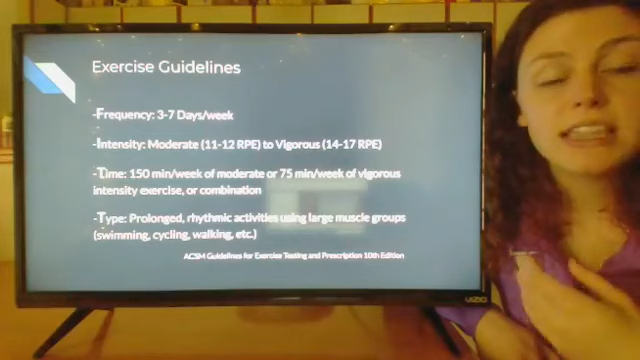 Exercise Guidelines
-Frequency: 3-7 Days/week
-Intensity: Moderate (11-12 RPE) to Vigorous (14-17 RPE)
-Time: 150 min/week of moderate or 75 min/week of vigorous
intensity exercise, or combination
-Type: Prolonged, rhythmic activities using large muscle groups
(swimming, cycling, walking, etc.)
ACSM Guidelines for Exercise Testing and Prescription 10th Edition
VIZIO